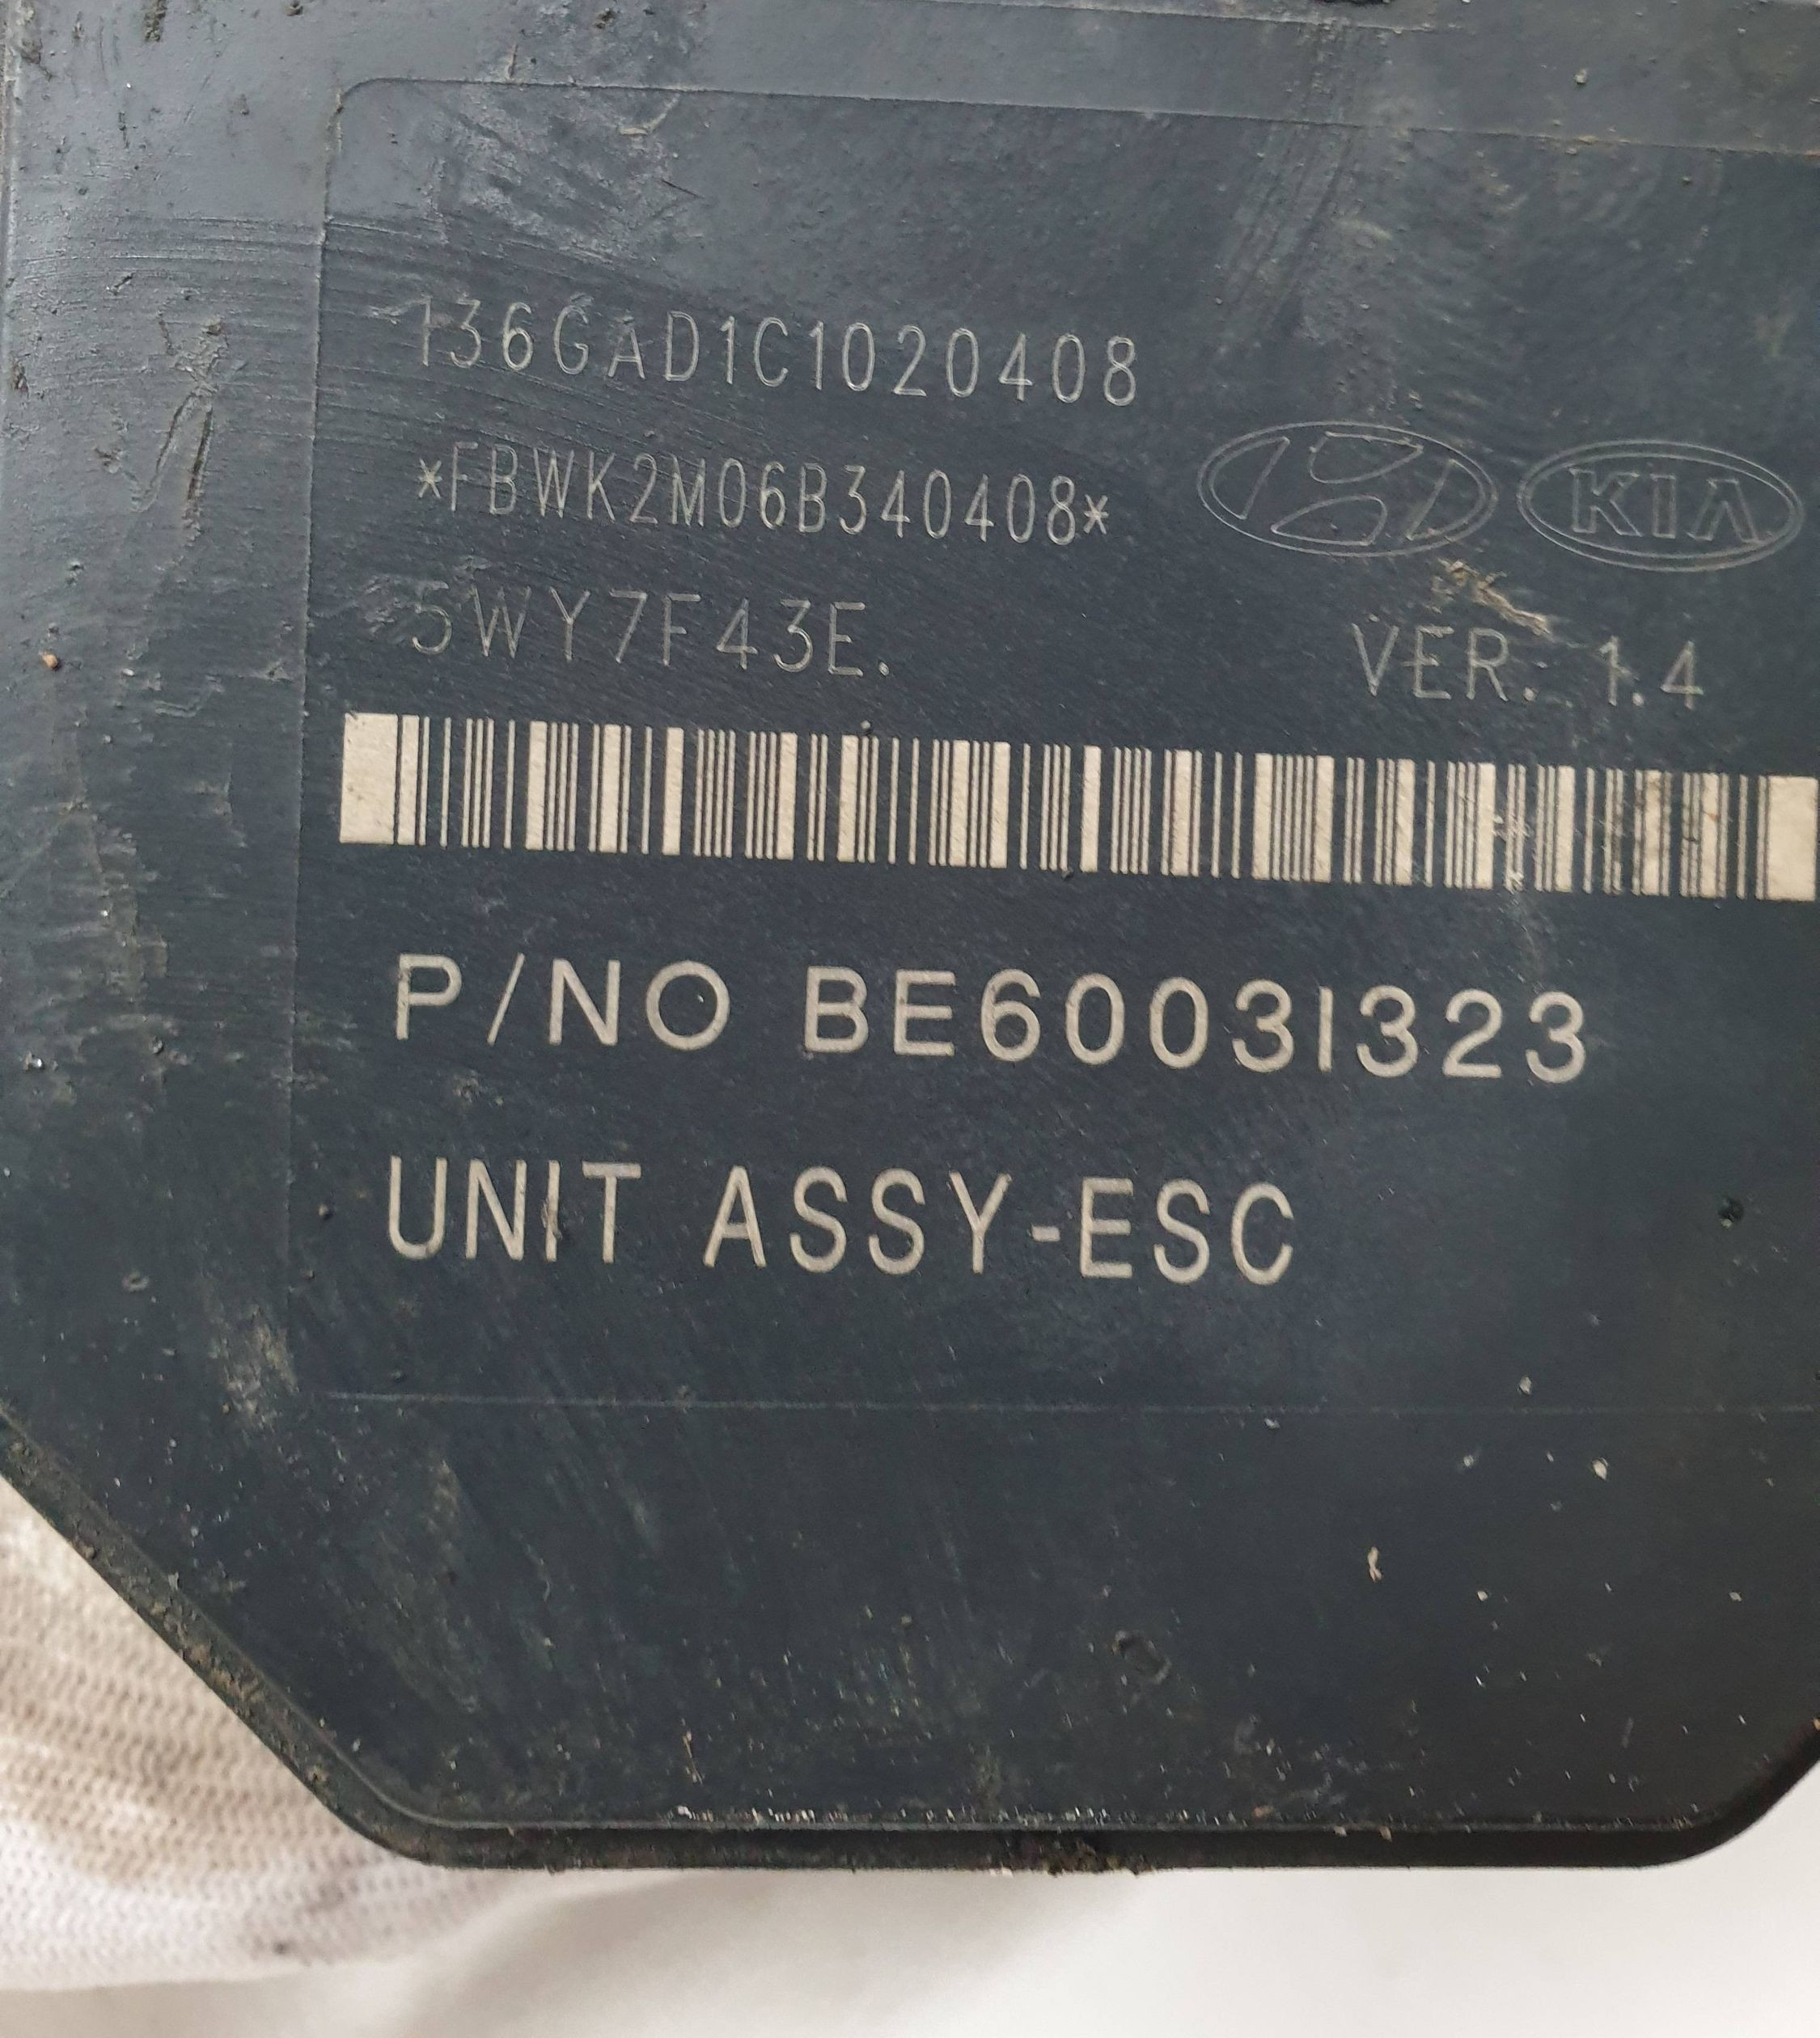 136GAD1C1020408
*FBWK2M06B340408*
KIA
5WY7F43E. VER. 1.4
P/NO BE60031323
UNIT ASSY-ESC